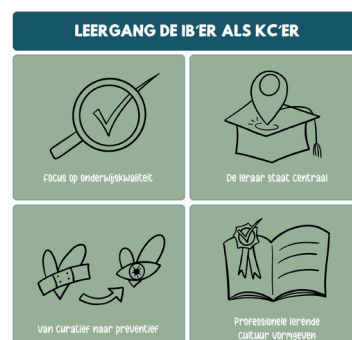 LEERGANG DE IB'ER ALS KC'ER
Focus op onderwijskwaliteit
De leraar staat centraal
Van curatief naar preventief
Professionele lerende
cultuur vormgeven